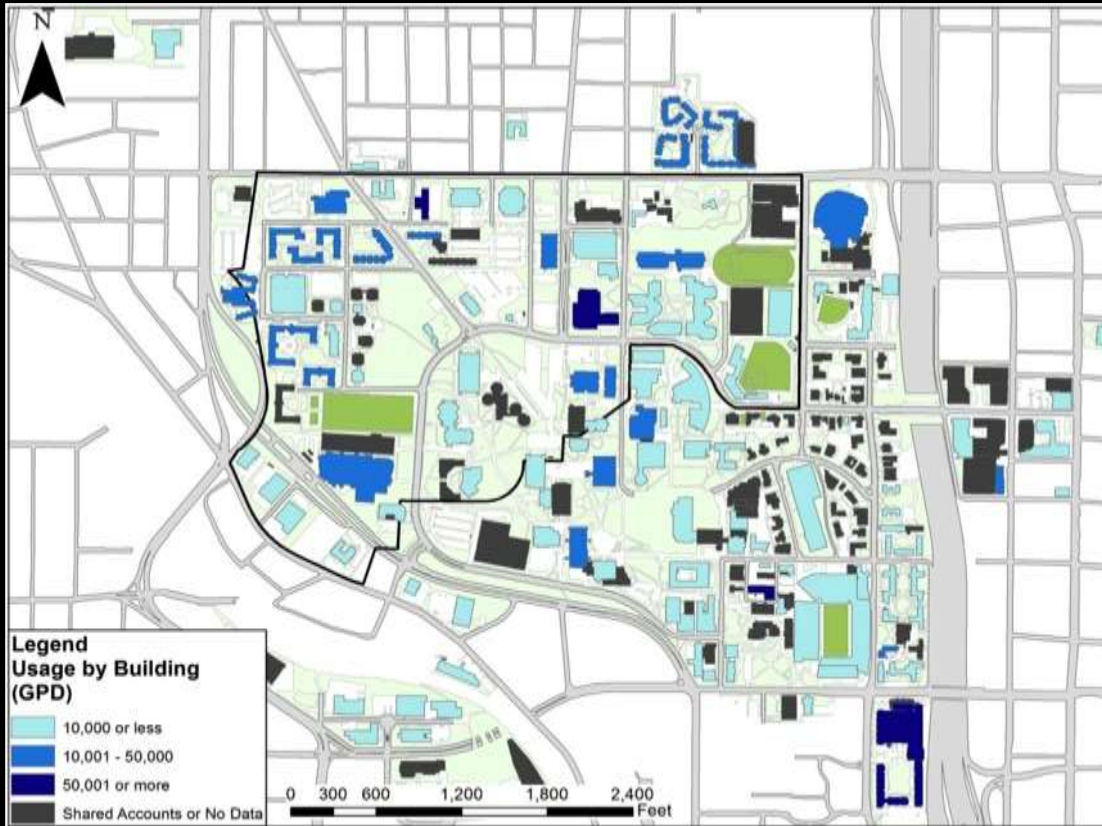 N
Legend
Usage by Building
(GPD)
10,000 or less
10,001 - 50,000
50,001 or more
Shared Accounts or No Data
0 300 600 1,200 1,800 2,400
Feet